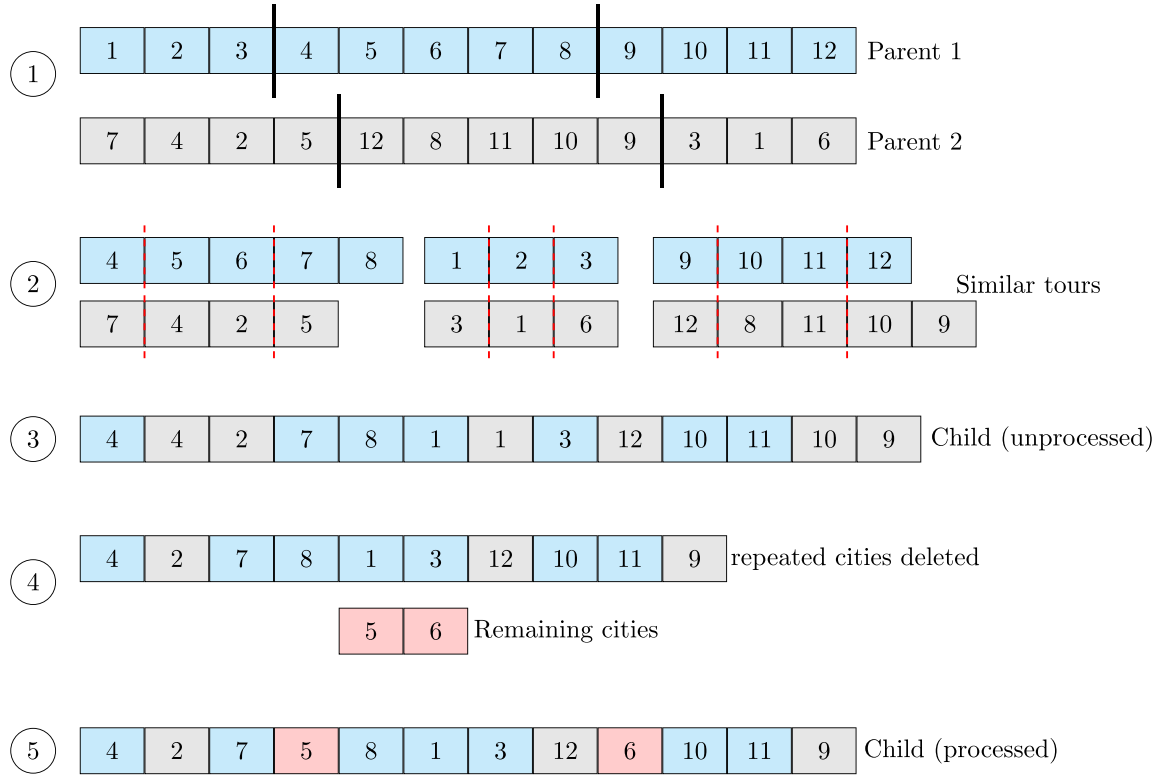 1 2 3 4 5 6 7 8 9 10 11 12 Parent 1
1
7 4 2 5 12 8 11 10 9 3 1 6 Parent 2
4 5 6 7 8 1 2 3 9 10 11 12
2 Similar tours
7 4 2 5 3 1 6 12 8 11 10 9
3 4 4 2 7 8 1 1 3 12 10 11 10 9 Child (unprocessed)
4 2 7 8 1 3 12 10 11 9 repeated cities deleted
4
5 6 Remaining cities
5 4 2 7 5 8 1 3 12 6 10 11 9 Child (processed)